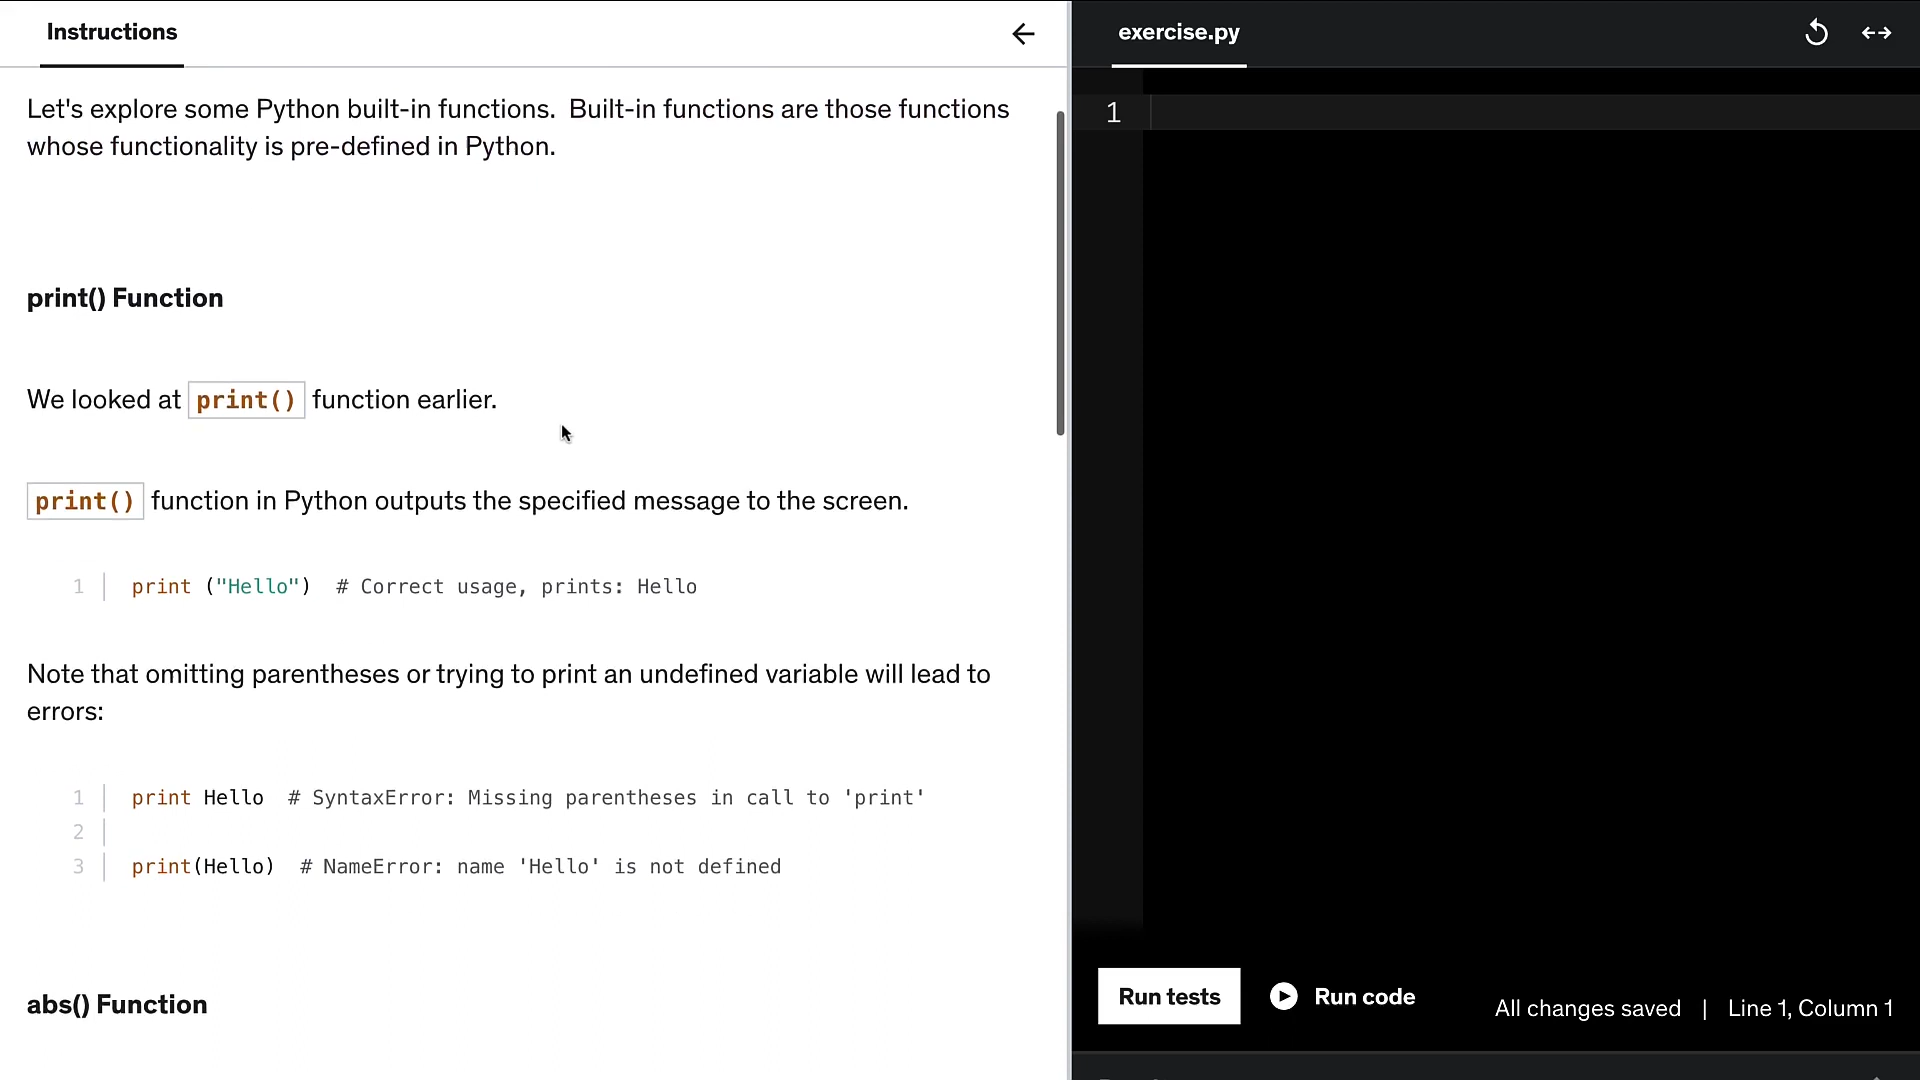 Instructions
Let's explore some Python built-in functions.  Built-in functions are those functions
whose functionality is pre-defined in Python.
print() Function
We looked at print() function earlier.
print() function in Python outputs the specified message to the screen.
1 print ("Hello")  # Correct usage, prints: Hello
Note that omitting parentheses or trying to print an undefined variable will lead to
errors:
1 print Hello  # SyntaxError: Missing parentheses in call to 'print'
2
3 print(Hello)  # NameError: name 'Hello' is not defined
abs() Function
exercise.py
1
Run tests
Run code
All changes saved | Line 1, Column 1